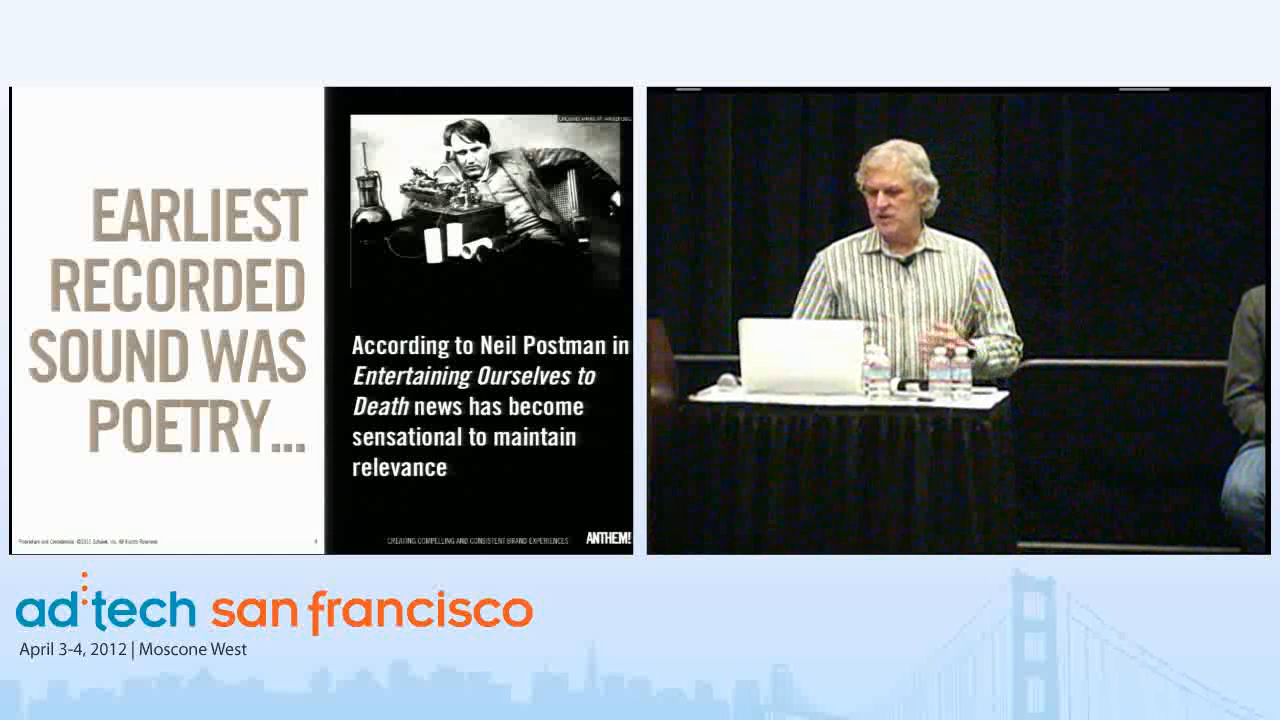 EARLIEST
RECORDED
SOUND WAS
POETRY...
According to Neil Postman in
Entertaining Ourselves to
Death news has become
sensational to maintain
relevance
CREATING COMPELLING AND CONSISTENT BRAND EXPERIENCES
ANTHEM!
ad:tech san francisco
April 3-4, 2012 | Moscone West